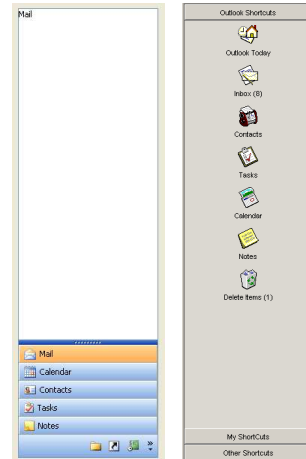 Mail
Mail
Calendar
Contacts
Tasks
Notes
Outlook Shortcuts
Outlook Today
Inbox (8)
Contacts
Tasks
Calendar
Notes
Delete Items (1)
My ShortCuts
Other Shortcuts